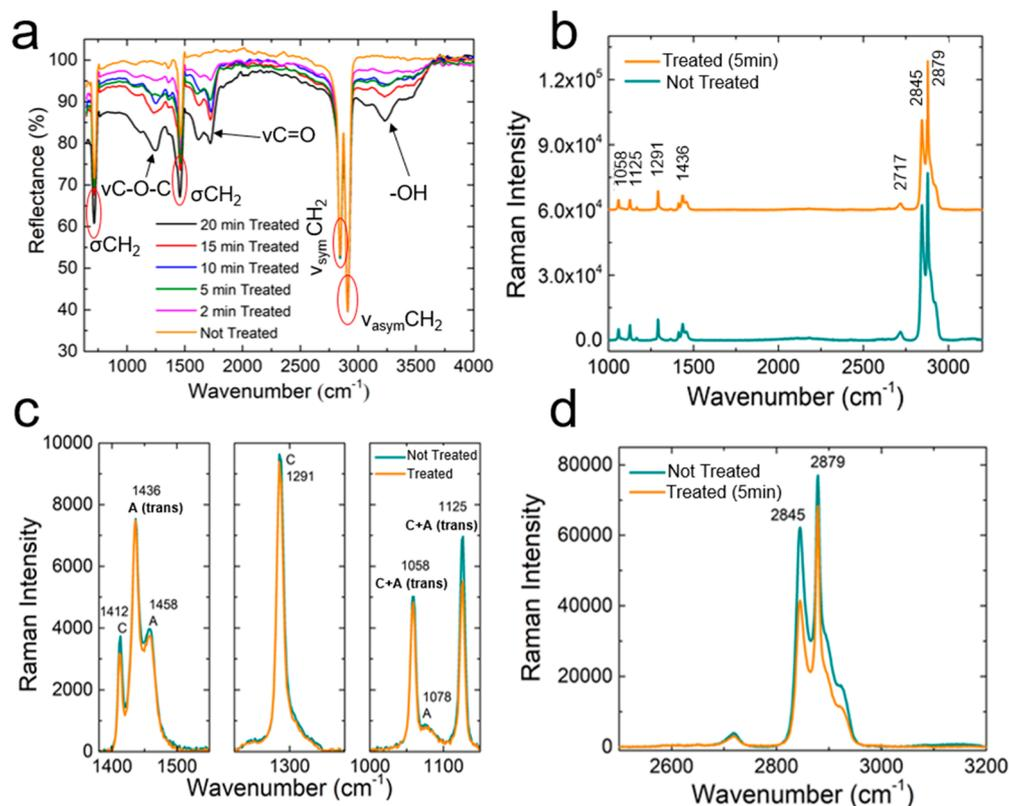 a
Reflectance (%)
100
90
80
70
60
50
40
30
νC=O
νC-O-C
σCH2
-OH
σCH2
νsymCH2
νasymCH2
20 min Treated
15 min Treated
10 min Treated
5 min Treated
2 min Treated
Not Treated
1000 1500 2000 2500 3000 3500 4000
Wavenumber (cm-1)
b
Raman Intensity
1.2x10^5
9.0x10^4
6.0x10^4
3.0x10^4
0.0
Treated (5min)
Not Treated
1058
1125
1291
1436
2717
2845
2879
1000 1500 2000 2500 3000
Wavenumber (cm-1)
c
Raman Intensity
10000
8000
6000
4000
2000
0
1436
A (trans)
1412
C
1458
A
1400 1500
C
1291
1300
Not Treated
Treated
1125
C+A (trans)
1058
C+A (trans)
1078
A
1000 1100
Wavenumber (cm-1)
d
Raman Intensity
80000
60000
40000
20000
0
Not Treated
Treated (5min)
2879
2845
2600 2800 3000 3200
Wavenumber (cm-1)